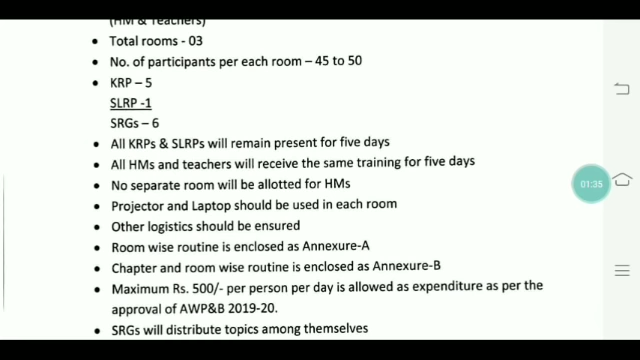 (HM & Teachers)
• Total rooms - 03
• No. of participants per each room – 45 to 50
• KRP – 5
SLRP -1
SRGs – 6
• All KRPs & SLRPs will remain present for five days
• All HMs and teachers will receive the same training for five days
• No separate room will be allotted for HMs
• Projector and Laptop should be used in each room
• Other logistics should be ensured
• Room wise routine is enclosed as Annexure-A
• Chapter and room wise routine is enclosed as Annexure-B
• Maximum Rs. 500/- per person per day is allowed as expenditure as per the
approval of AWP&B 2019-20.
• SRGs will distribute topics among themselves
01:35